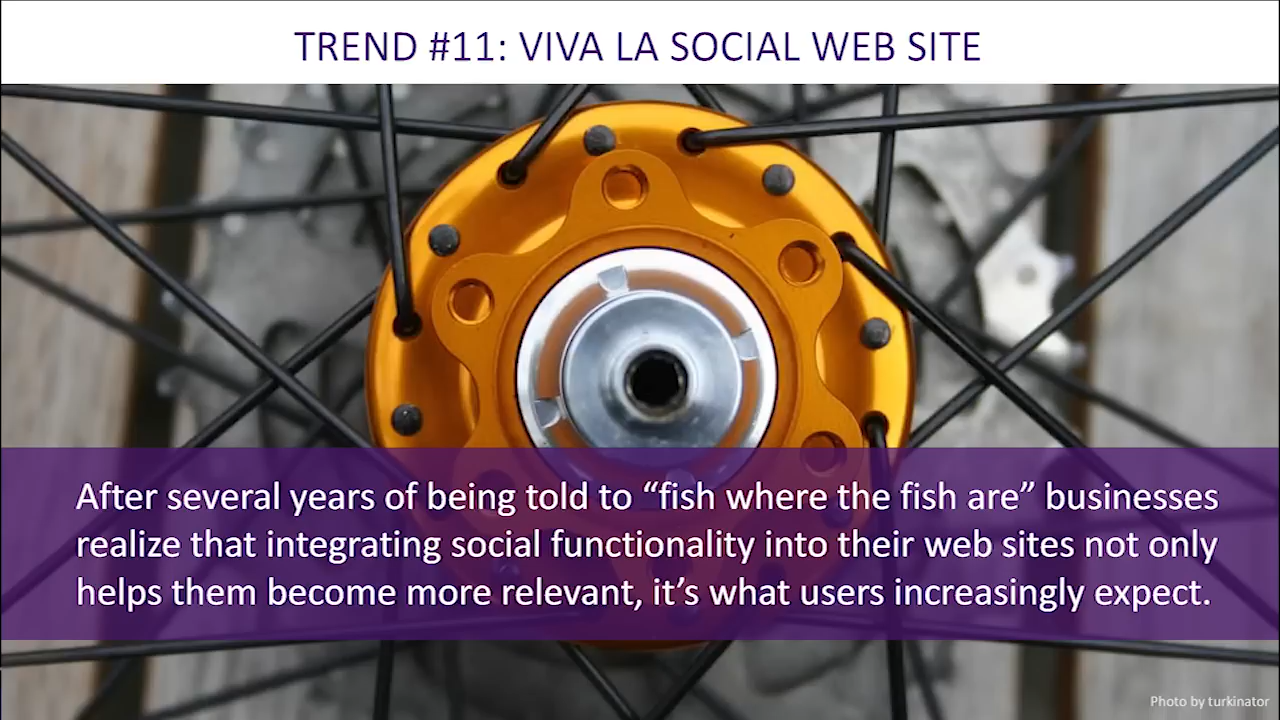 TREND #11: VIVA LA SOCIAL WEB SITE
After several years of being told to “fish where the fish are” businesses
realize that integrating social functionality into their web sites not only
helps them become more relevant, it’s what users increasingly expect.
Photo by turkinator